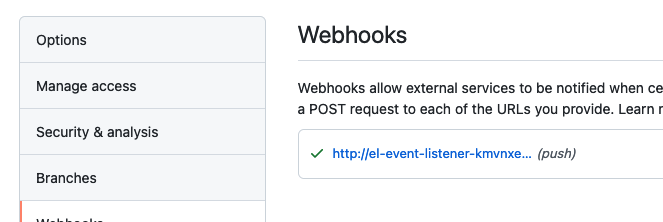 Options
Manage access
Security & analysis
Branches
Webhooks
Webhooks
Webhooks allow external services to be notified when ce
a POST request to each of the URLs you provide. Learn r
http://el-event-listener-kmvnxe... (push)